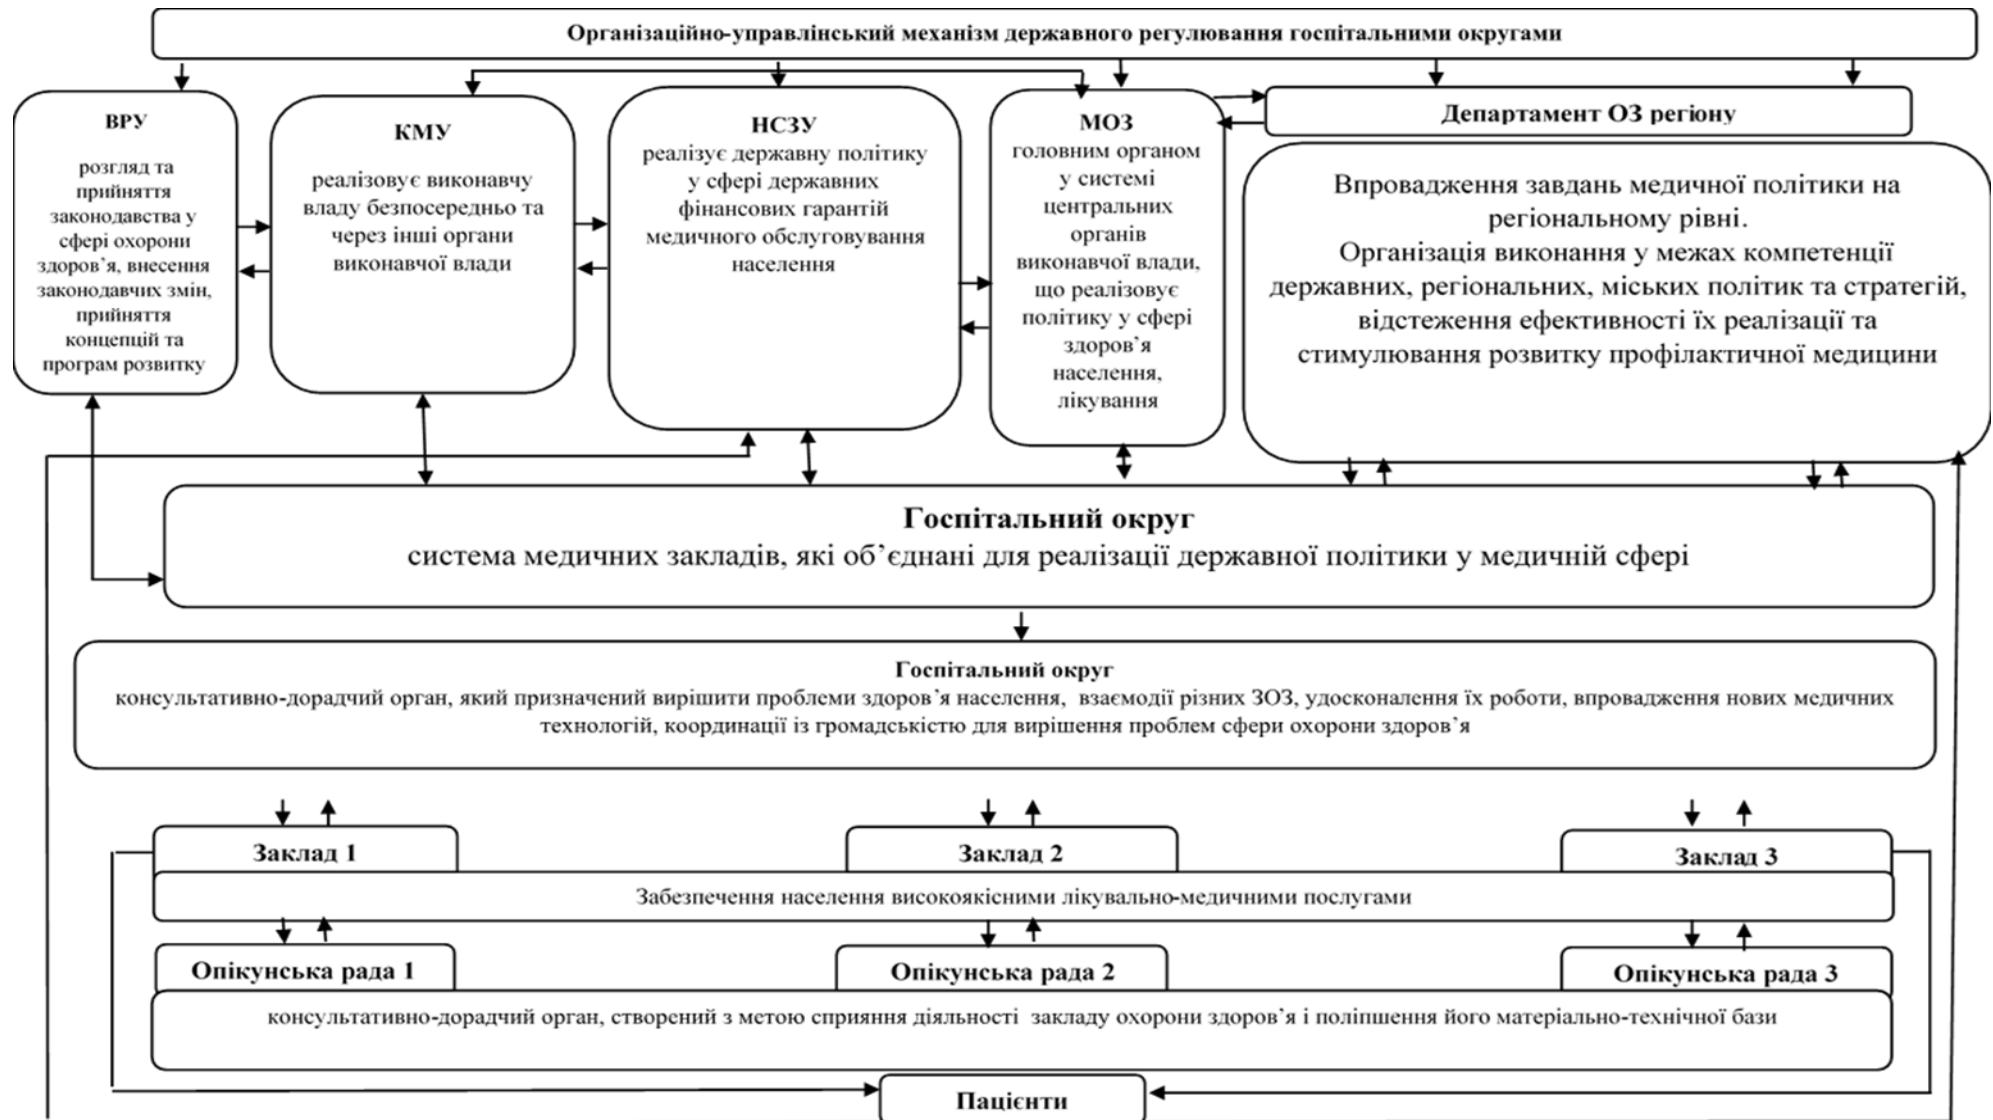 Організаційно-управлінський механізм державного регулювання госпітальними округами
ВРУ
розгляд та
прийняття
законодавства у
сфері охорони
здоров’я, внесення
законодавчих змін,
прийняття
концепцій та
програм розвитку
КМУ
реалізовує виконавчу
владу безпосередньо та
через інші органи
виконавчої влади
НСЗУ
реалізує державну політику
у сфері державних
фінансових гарантій
медичного обслуговування
населення
МОЗ
головним органом
у системі
центральних
органів
виконавчої влади,
що реалізовує
політику у сфері
здоров’я
населення,
лікування
Департамент ОЗ регіону
Впровадження завдань медичної політики на
регіональному рівні.
Організація виконання у межах компетенції
державних, регіональних, міських політик та стратегій,
відстеження ефективності їх реалізації та
стимулювання розвитку профілактичної медицини
Госпітальний округ
система медичних закладів, які об’єднані для реалізації державної політики у медичній сфері
Госпітальний округ
консультативно-дорадчий орган, який призначений вирішити проблеми здоров’я населення, взаємодії різних ЗОЗ, удосконалення їх роботи, впровадження нових медичних
технологій, координації із громадськістю для вирішення проблем сфери охорони здоров’я
Заклад 1
Заклад 2
Заклад 3
Забезпечення населення високоякісними лікувально-медичними послугами
Опікунська рада 1
Опікунська рада 2
Опікунська рада 3
консультативно-дорадчий орган, створений з метою сприяння діяльності закладу охорони здоров’я і поліпшення його матеріально-технічної бази
Пацієнти